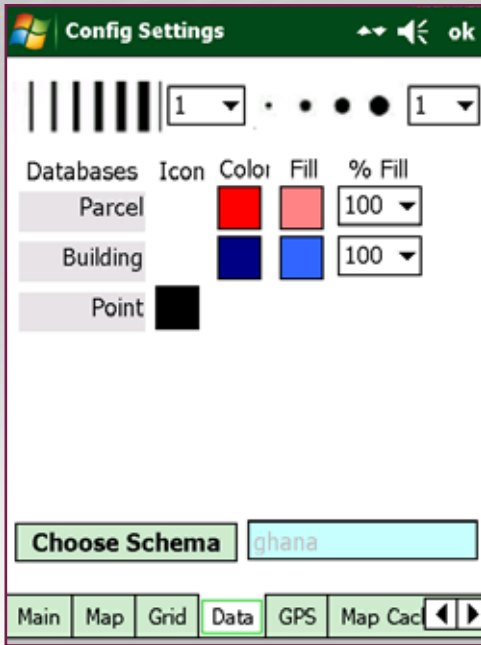 Config Settings ok
1 1
Databases Icon Color Fill % Fill
Parcel 100
Building 100
Point
Choose Schema ghana
Main Map Grid Data GPS Map Cac